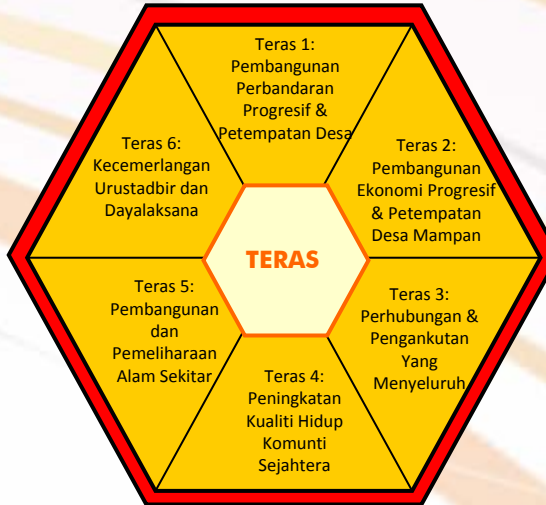 Teras 1:
Pembangunan
Perbandaran
Progresif &
Petempatan Desa
Teras 2:
Pembangunan
Ekonomi Progresif
& Petempatan
Desa Mampan
Teras 3:
Perhubungan &
Pengankutan
Yang
Menyeluruh
Teras 4:
Peningkatan
Kualiti Hidup
Komunti
Sejahtera
Teras 5:
Pembangunan
dan
Pemeliharaan
Alam Sekitar
Teras 6:
Kecemerlangan
Urustadbir dan
Dayalaksana
TERAS